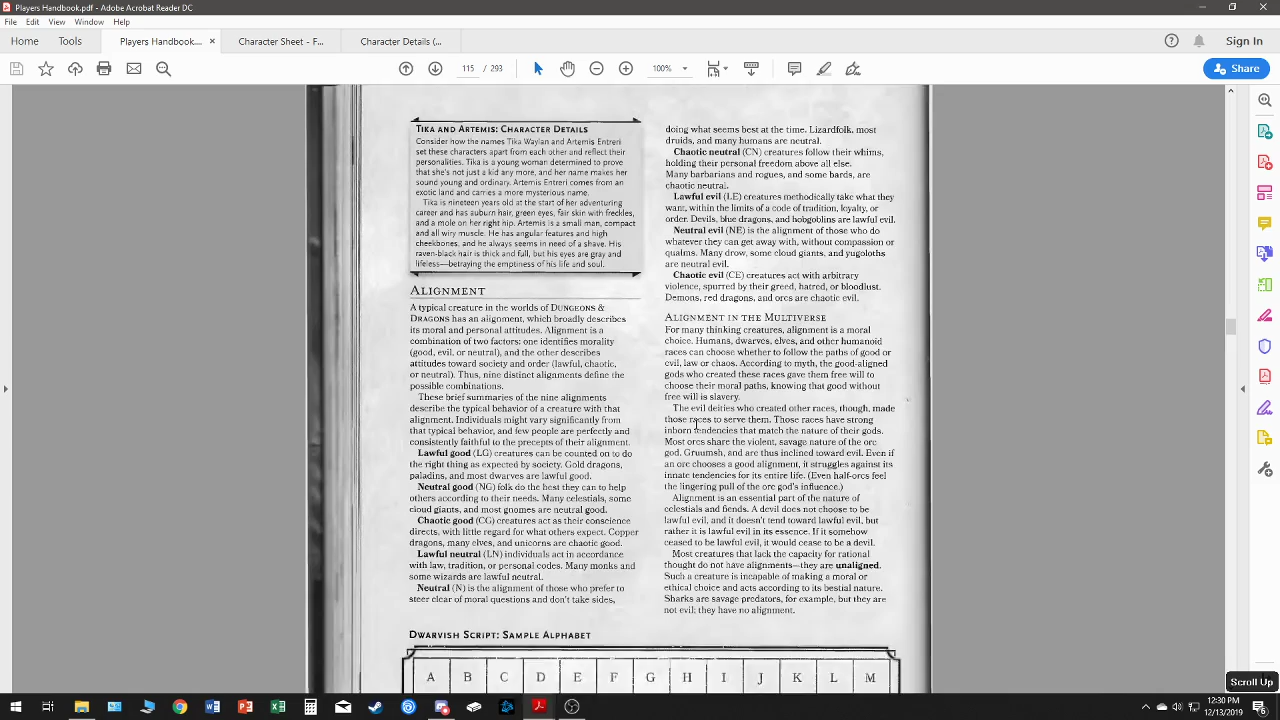 Players Handbook.pdf - Adobe Acrobat Reader DC
File Edit View Window Help
Home Tools Players Handbook.... × Character Sheet - F... Character Details (... Sign In
115 / 293 100% Share
TIKA AND ARTEMIS: CHARACTER DETAILS
Consider how the names Tika Waylan and Artemis Entreri
set these characters apart from each other and reflect their
personalities. Tika is a young woman determined to prove
that she's not just a kid any more, and her name makes her
sound young and ordinary. Artemis Entreri comes from an
exotic land and carries a more mysterious name.
Tika is nineteen years old at the start of her adventuring
career and has auburn hair, green eyes, fair skin with freckles,
and a mole on her right hip. Artemis is a small man, compact
and all wiry muscle. He has angular features and high
cheekbones, and he always seems in need of a shave. His
raven-black hair is thick and full, but his eyes are gray and
lifeless—betraying the emptiness of his life and soul.
ALIGNMENT
A typical creature in the worlds of DUNGEONS &
DRAGONS has an alignment, which broadly describes
its moral and personal attitudes. Alignment is a
combination of two factors: one identifies morality
(good, evil, or neutral), and the other describes
attitudes toward society and order (lawful, chaotic,
or neutral). Thus, nine distinct alignments define the
possible combinations.
These brief summaries of the nine alignments
describe the typical behavior of a creature with that
alignment. Individuals might vary significantly from
that typical behavior, and few people are perfectly and
consistently faithful to the precepts of their alignment.
Lawful good (LG) creatures can be counted on to do
the right thing as expected by society. Gold dragons,
paladins, and most dwarves are lawful good.
Neutral good (NG) folk do the best they can to help
others according to their needs. Many celestials, some
cloud giants, and most gnomes are neutral good.
Chaotic good (CG) creatures act as their conscience
directs, with little regard for what others expect. Copper
dragons, many elves, and unicorns are chaotic good.
Lawful neutral (LN) individuals act in accordance
with law, tradition, or personal codes. Many monks and
some wizards are lawful neutral.
Neutral (N) is the alignment of those who prefer to
steer clear of moral questions and don't take sides,
doing what seems best at the time. Lizardfolk, most
druids, and many humans are neutral.
Chaotic neutral (CN) creatures follow their whims,
holding their personal freedom above all else.
Many barbarians and rogues, and some bards, are
chaotic neutral.
Lawful evil (LE) creatures methodically take what they
want, within the limits of a code of tradition, loyalty, or
order. Devils, blue dragons, and hobgoblins are lawful evil.
Neutral evil (NE) is the alignment of those who do
whatever they can get away with, without compassion or
qualms. Many drow, some cloud giants, and yugoloths
are neutral evil.
Chaotic evil (CE) creatures act with arbitrary
violence, spurred by their greed, hatred, or bloodlust.
Demons, red dragons, and orcs are chaotic evil.
ALIGNMENT IN THE MULTIVERSE
For many thinking creatures, alignment is a moral
choice. Humans, dwarves, elves, and other humanoid
races can choose whether to follow the paths of good or
evil, law or chaos. According to myth, the good-aligned
gods who created these races gave them free will to
choose their moral paths, knowing that good without
free will is slavery.
The evil deities who created other races, though, made
those races to serve them. Those races have strong
inborn tendencies that match the nature of their gods.
Most orcs share the violent, savage nature of the orc
god, Gruumsh, and are thus inclined toward evil. Even if
an orc chooses a good alignment, it struggles against its
innate tendencies for its entire life. (Even half-orcs feel
the lingering pull of the orc god's influence.)
Alignment is an essential part of the nature of
celestials and fiends. A devil does not choose to be
lawful evil, and it doesn't tend toward lawful evil, but
rather it is lawful evil in its essence. If it somehow
ceased to be lawful evil, it would cease to be a devil.
Most creatures that lack the capacity for rational
thought do not have alignments—they are unaligned.
Such a creature is incapable of making a moral or
ethical choice and acts according to its bestial nature.
Sharks are savage predators, for example, but they are
not evil; they have no alignment.
DWARVISH SCRIPT: SAMPLE ALPHABET
A B C D E F G H I J K L M
Scroll Up
12:30 PM
12/13/2019